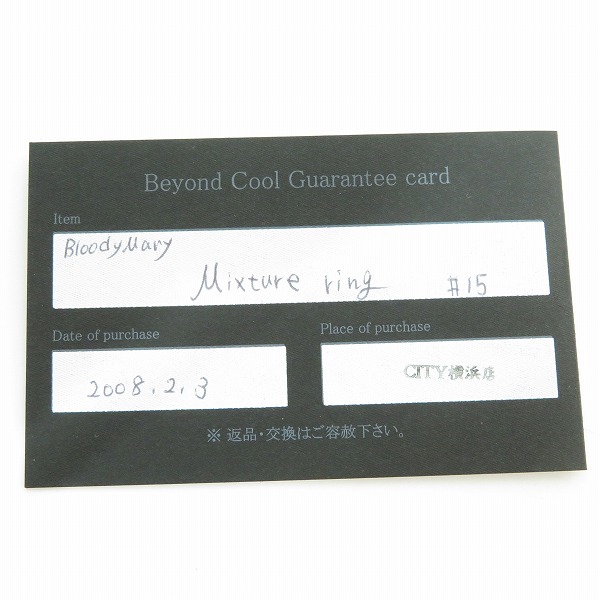 Beyond Cool Guarantee card
Item
BloodyMary
Mixture ring #15
Date of purchase
2008.2.3
Place of purchase
CITY横浜店
※ 返品・交換はご容赦下さい。